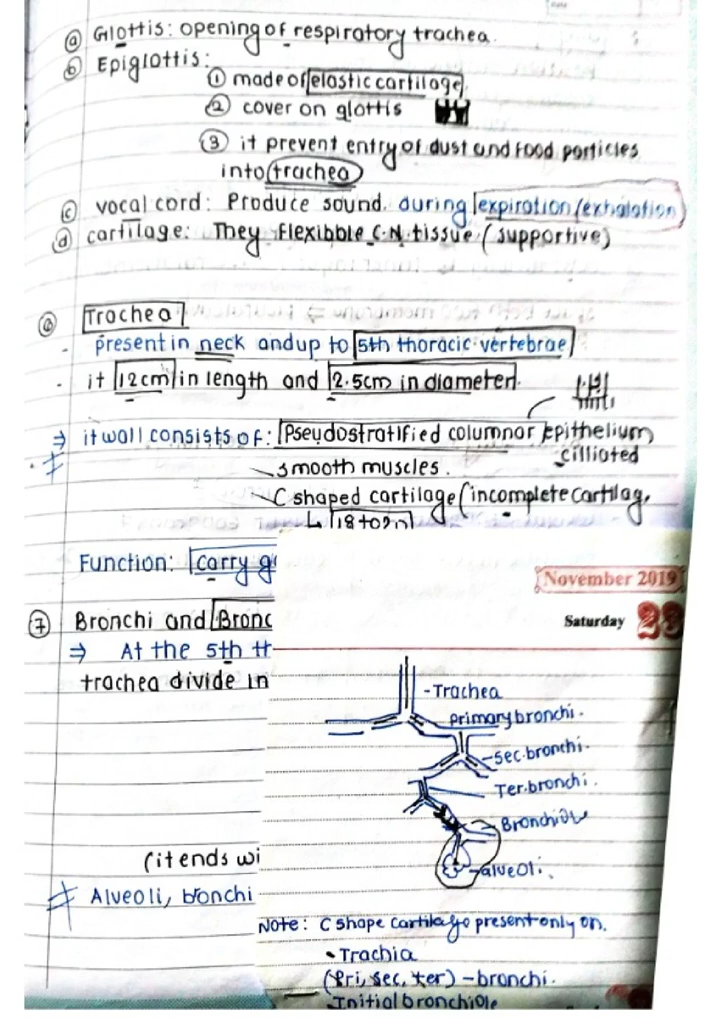 ⓐ Glottis: opening of respiratory trachea.
ⓑ Epiglottis:
① made of elastic cartilage
② cover on glottis
③ it prevent entry of dust and food particles
into trachea
ⓒ vocal cord: Produce sound. during expiration/exhalation
ⓓ cartilage: They flexibble C.N. tissue (supportive)
⑥ Trachea
- present in neck and up to 5th thoracic vertebrae
- it 12cm in length and 2.5cm in diameter.
⇒ it wall consists of: Pseudostratified columnar Epithelium
cilliated
smooth muscles.
C shaped cartilage (incomplete cartilag,
↳ 18 to 20
Function: carry g
⑦ Bronchi and Bronc
⇒ At the 5th th
trachea divide in
(it ends wi
Alveoli, bronchi
November 2019
Saturday 23
- Trachea
primary bronchi.
- Sec. bronchi.
Ter. bronchi.
Bronchiole
- alveoli.
Note: C shape cartilage present only on.
• Trachia
(Pri, sec, ter) - bronchi.
Initial bronchiole